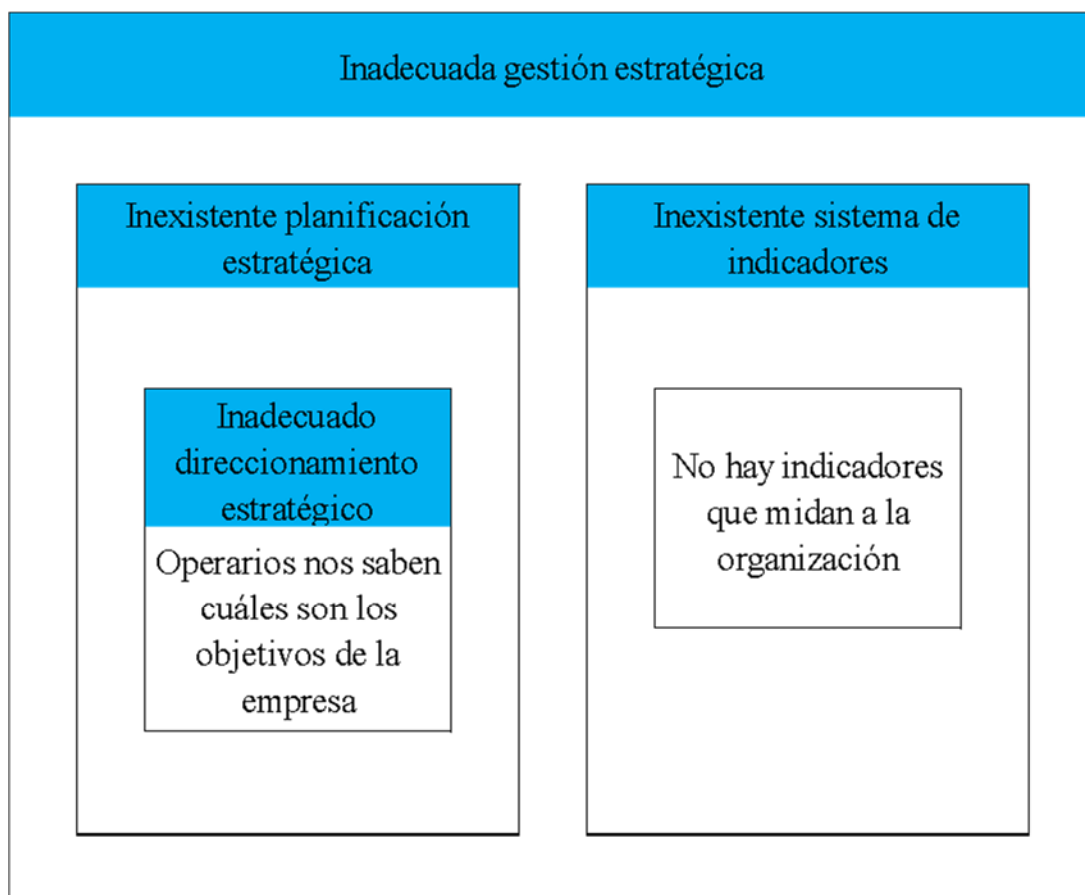 Inadecuada gestión estratégica
Inexistente planificación
estratégica
Inadecuado
direccionamiento
estratégico
Operarios nos saben
cuáles son los
objetivos de la
empresa
Inexistente sistema de
indicadores
No hay indicadores
que midan a la
organización